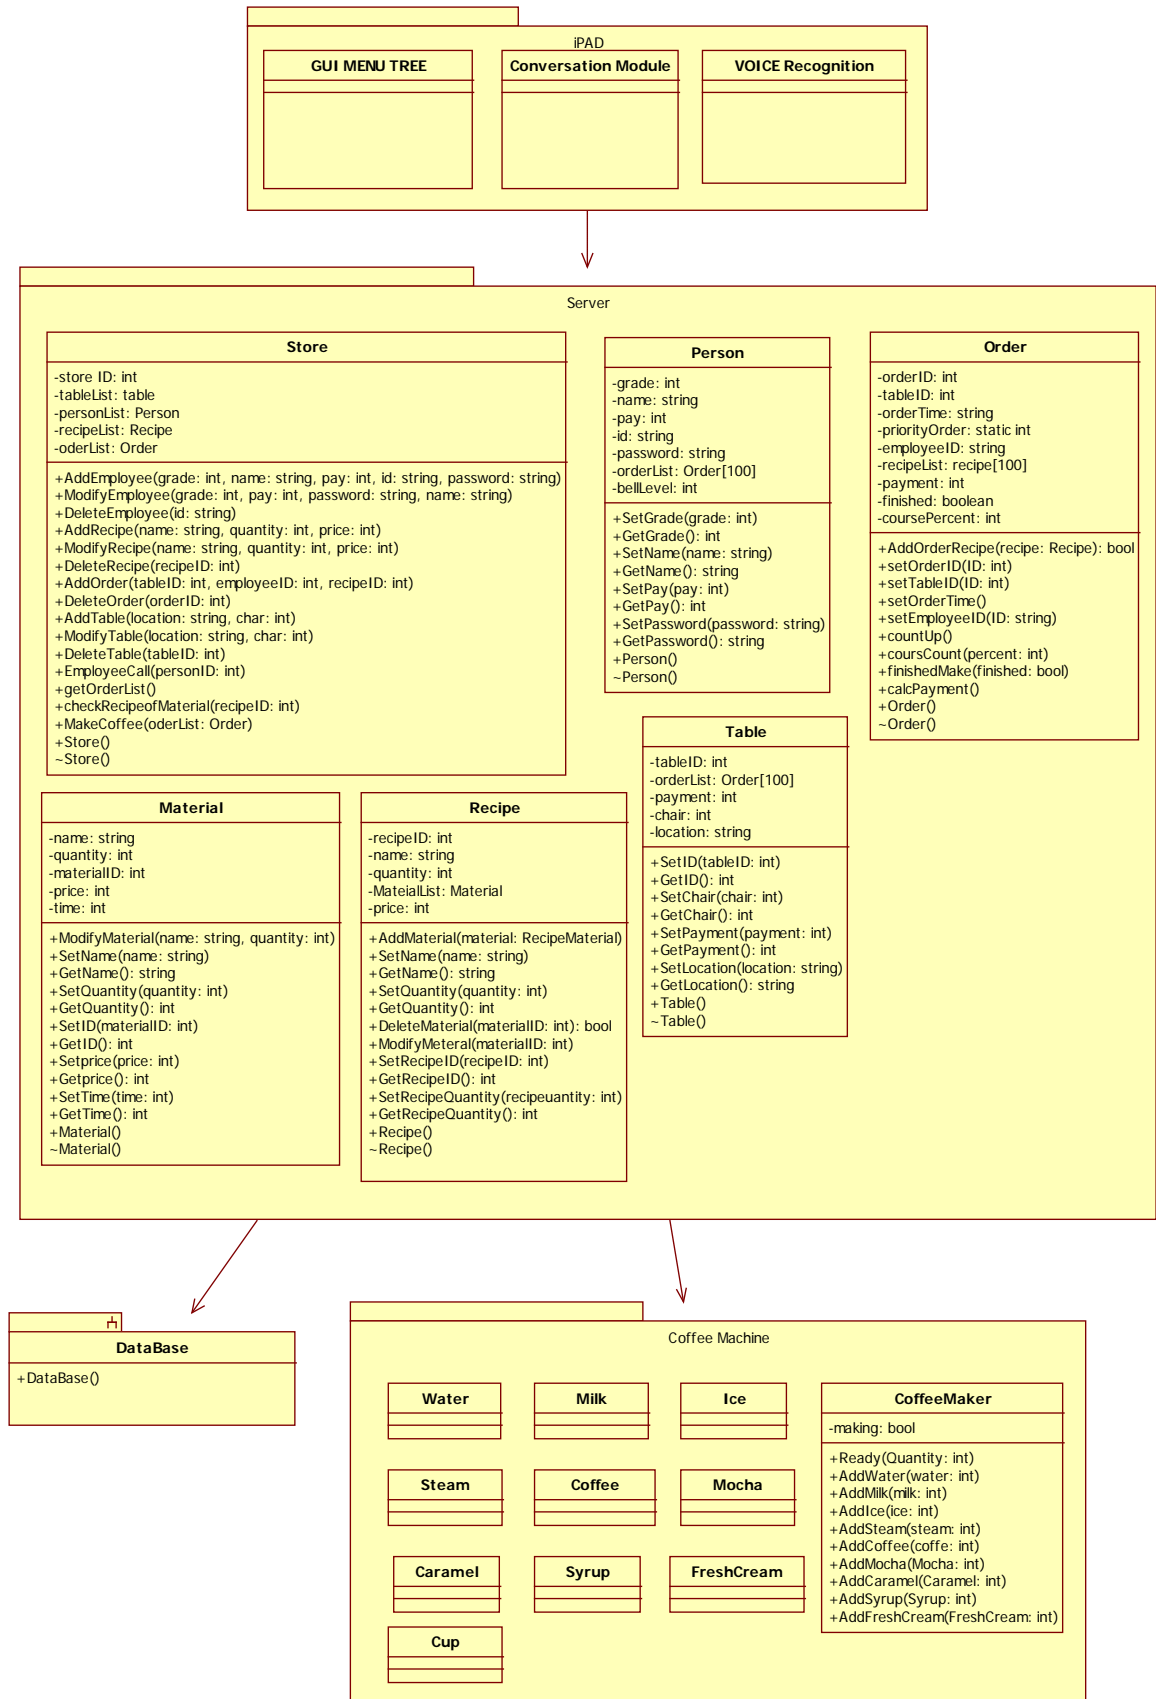 iPAD
GUI MENU TREE
Conversation Module
VOICE Recognition
Server
Store
-store ID: int
-tableList: table
-personList: Person
-recipeList: Recipe
-oderList: Order
+AddEmployee(grade: int, name: string, pay: int, id: string, password: string)
+ModifyEmployee(grade: int, pay: int, password: string, name: string)
+DeleteEmployee(id: string)
+AddRecipe(name: string, quantity: int, price: int)
+ModifyRecipe(name: string, quantity: int, price: int)
+DeleteRecipe(recipeID: int)
+AddOrder(tableID: int, employeeID: int, recipeID: int)
+DeleteOrder(orderID: int)
+AddTable(location: string, char: int)
+ModifyTable(location: string, char: int)
+DeleteTable(tableID: int)
+EmployeeCall(personID: int)
+getOrderList()
+checkRecipeofMaterial(recipeID: int)
+MakeCoffee(oderList: Order)
+Store()
~Store()
Person
-grade: int
-name: string
-pay: int
-id: string
-password: string
-orderList: Order[100]
-bellLevel: int
+SetGrade(grade: int)
+GetGrade(): int
+SetName(name: string)
+GetName(): string
+SetPay(pay: int)
+GetPay(): int
+SetPassword(password: string)
+GetPassword(): string
+Person()
~Person()
Order
-orderID: int
-tableID: int
-orderTime: string
-priorityOrder: static int
-employeeID: string
-recipeList: recipe[100]
-payment: int
-finished: boolean
-coursePercent: int
+AddOrderRecipe(recipe: Recipe): bool
+setOrderID(ID: int)
+setTableID(ID: int)
+setOrderTime()
+setEmployeeID(ID: string)
+countUp()
+coursCount(percent: int)
+finishedMake(finished: bool)
+calcPayment()
+Order()
~Order()
Table
-tableID: int
-orderList: Order[100]
-payment: int
-chair: int
-location: string
+SetID(tableID: int)
+GetID(): int
+SetChair(chair: int)
+GetChair(): int
+SetPayment(payment: int)
+GetPayment(): int
+SetLocation(location: string)
+GetLocation(): string
+Table()
~Table()
Material
-name: string
-quantity: int
-materialID: int
-price: int
-time: int
+ModifyMaterial(name: string, quantity: int)
+SetName(name: string)
+GetName(): string
+SetQuantity(quantity: int)
+GetQuantity(): int
+SetID(materialID: int)
+GetID(): int
+Setprice(price: int)
+Getprice(): int
+SetTime(time: int)
+GetTime(): int
+Material()
~Material()
Recipe
-recipeID: int
-name: string
-quantity: int
-MateialList: Material
-price: int
+AddMaterial(material: RecipeMaterial)
+SetName(name: string)
+GetName(): string
+SetQuantity(quantity: int)
+GetQuantity(): int
+DeleteMaterial(materialID: int): bool
+ModifyMeteral(materialID: int)
+SetRecipeID(recipeID: int)
+GetRecipeID(): int
+SetRecipeQuantity(recipeuantity: int)
+GetRecipeQuantity(): int
+Recipe()
~Recipe()
DataBase
+DataBase()
Coffee Machine
Water
Milk
Ice
Steam
Coffee
Mocha
Caramel
Syrup
FreshCream
Cup
CoffeeMaker
-making: bool
+Ready(Quantity: int)
+AddWater(water: int)
+AddMilk(milk: int)
+AddIce(ice: int)
+AddSteam(steam: int)
+AddCoffee(coffe: int)
+AddMocha(Mocha: int)
+AddCaramel(Caramel: int)
+AddSyrup(Syrup: int)
+AddFreshCream(FreshCream: int)